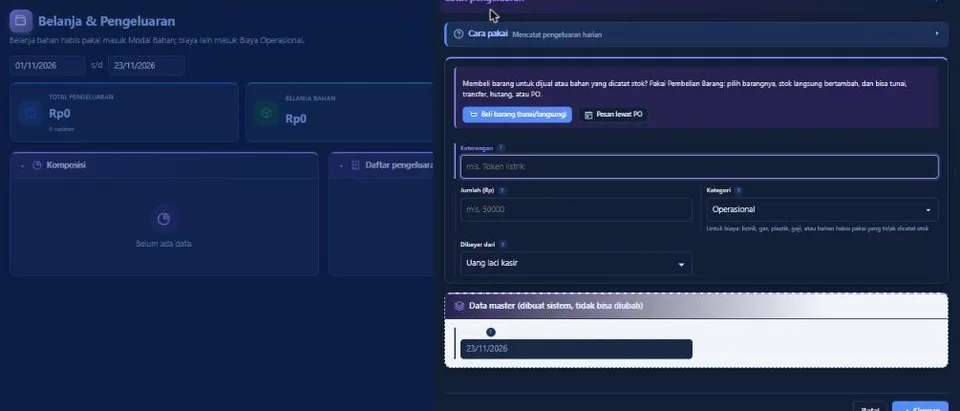 Belanja & Pengeluaran
Belanja bahan habis pakai masuk Modal Bahan; biaya lain masuk Biaya Operasional.
01/11/2026 s/d 23/11/2026
TOTAL PENGELUARAN
Rp0
0 catatan
BELANJA BAHAN
Rp0
Komposisi
Belum ada data.
Daftar pengeluara
Cara pakai Mencatat pengeluaran harian
Membeli barang untuk dijual atau bahan yang dicatat stok? Pakai Pembelian Barang: pilih barangnya, stok langsung bertambah, dan bisa tunai,
transfer, hutang, atau PO.
Beli barang (tunai/langsung) Pesan lewat PO
Keterangan ?
mis. Token listrik
Jumlah (Rp) ?
mis. 50000
Kategori ?
Operasional
Untuk biaya: listrik, gas, plastik, gaji, atau bahan habis pakai yang tidak dicatat stok
Dibayar dari ?
Uang laci kasir
Data master (dibuat sistem, tidak bisa diubah)
?
23/11/2026
Batal Simpan